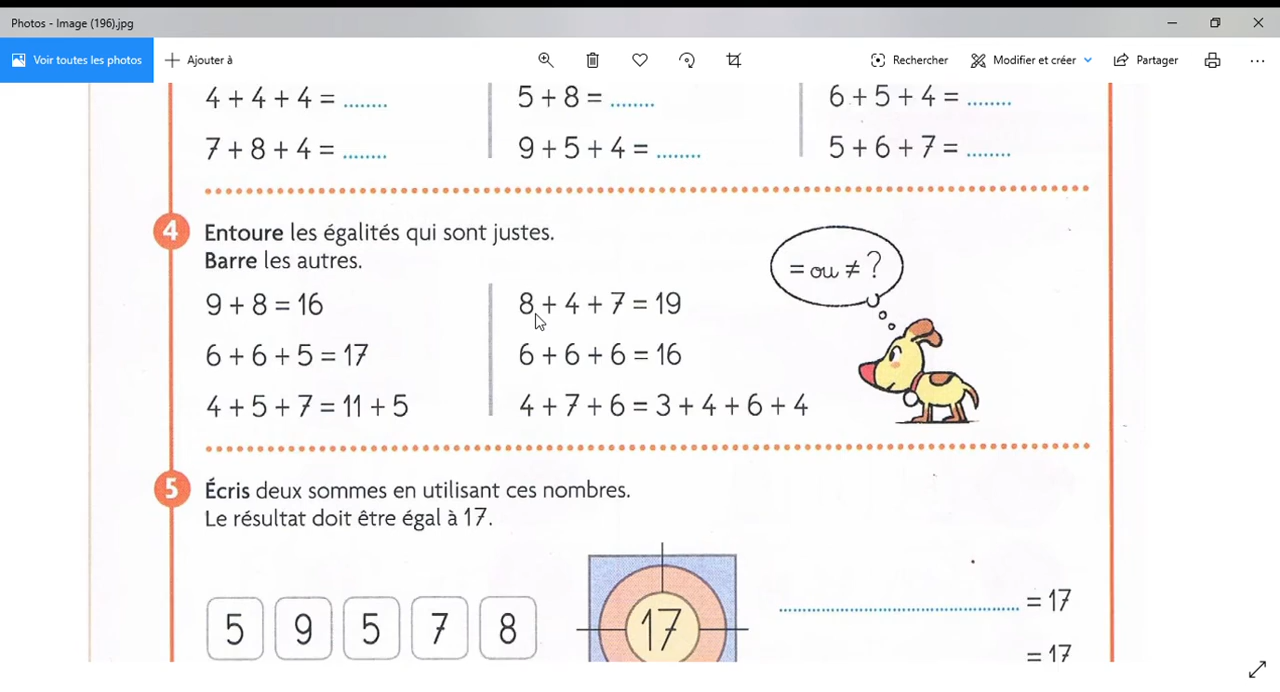 Photos - Image (196).jpg
Voir toutes les photos
Ajouter à
Rechercher
Modifier et créer
Partager
4 + 4 + 4 = ........
5 + 8 = ........
6 + 5 + 4 = ........
7 + 8 + 4 = ........
9 + 5 + 4 = ........
5 + 6 + 7 = ........
4 Entoure les égalités qui sont justes.
Barre les autres.
= ou ≠ ?
9 + 8 = 16
6 + 6 + 5 = 17
4 + 5 + 7 = 11 + 5
8 + 4 + 7 = 19
6 + 6 + 6 = 16
4 + 7 + 6 = 3 + 4 + 6 + 4
5 Écris deux sommes en utilisant ces nombres.
Le résultat doit être égal à 17.
5 9 5 7 8
17
........................................ = 17
= 17